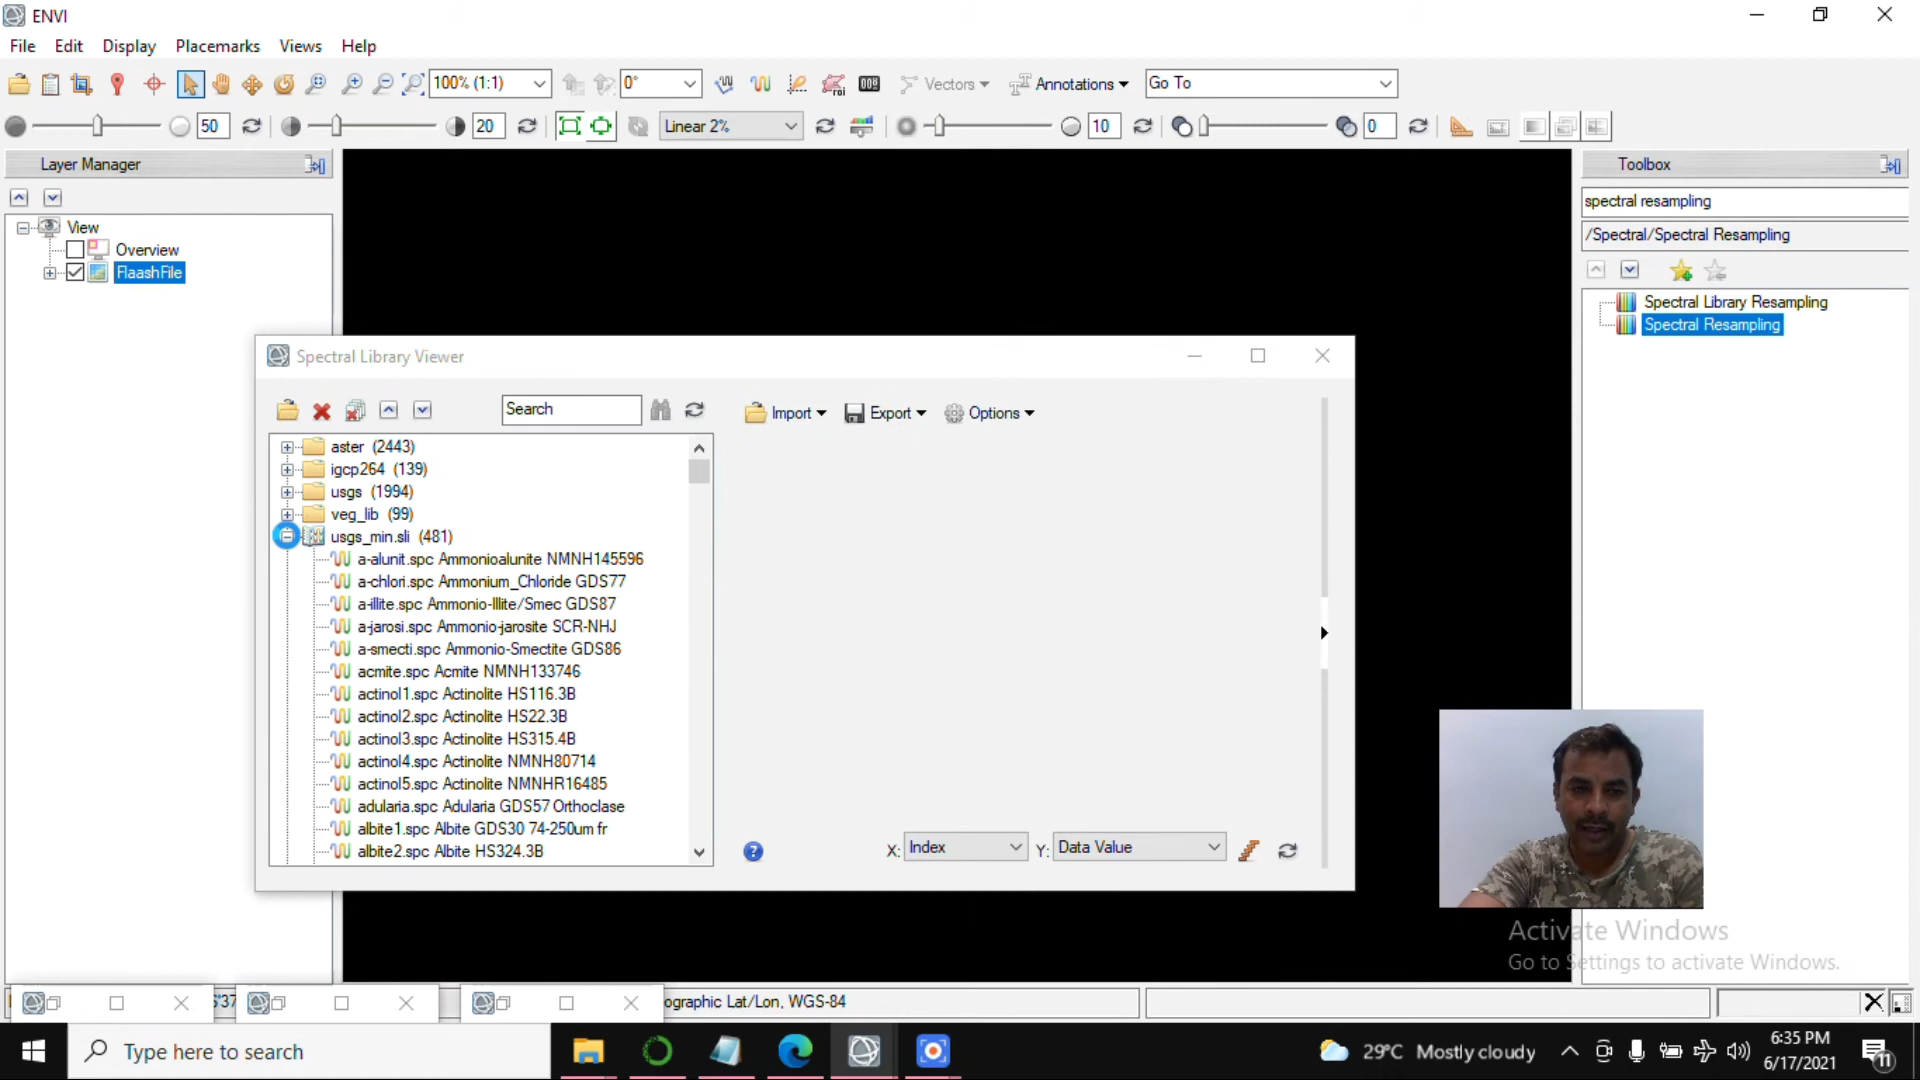 ENVI
File Edit Display Placemarks Views Help
100% (1:1) 0° Vectors Annotations Go To
50 20 Linear 2% 10 0
Layer Manager
View
Overview
FlaashFile
Toolbox
spectral resampling
/Spectral/Spectral Resampling
Spectral Library Resampling
Spectral Resampling
Spectral Library Viewer
Search Import Export Options
aster (2443)
igcp264 (139)
usgs (1994)
veg_lib (99)
usgs_min.sli (481)
a-alunit.spc Ammonioalunite NMNH145596
a-chlori.spc Ammonium_Chloride GDS77
a-illite.spc Ammonio-Illite/Smec GDS87
a-jarosi.spc Ammonio-jarosite SCR-NHJ
a-smecti.spc Ammonio-Smectite GDS86
acmite.spc Acmite NMNH133746
actinol1.spc Actinolite HS116.3B
actinol2.spc Actinolite HS22.3B
actinol3.spc Actinolite HS315.4B
actinol4.spc Actinolite NMNH80714
actinol5.spc Actinolite NMNHR16485
adularia.spc Adularia GDS57 Orthoclase
albite1.spc Albite GDS30 74-250um fr
albite2.spc Albite HS324.3B
X: Index Y: Data Value
Activate Windows
Go to Settings to activate Windows.
ographic Lat/Lon, WGS-84
Type here to search
29°C Mostly cloudy
6:35 PM
6/17/2021
11